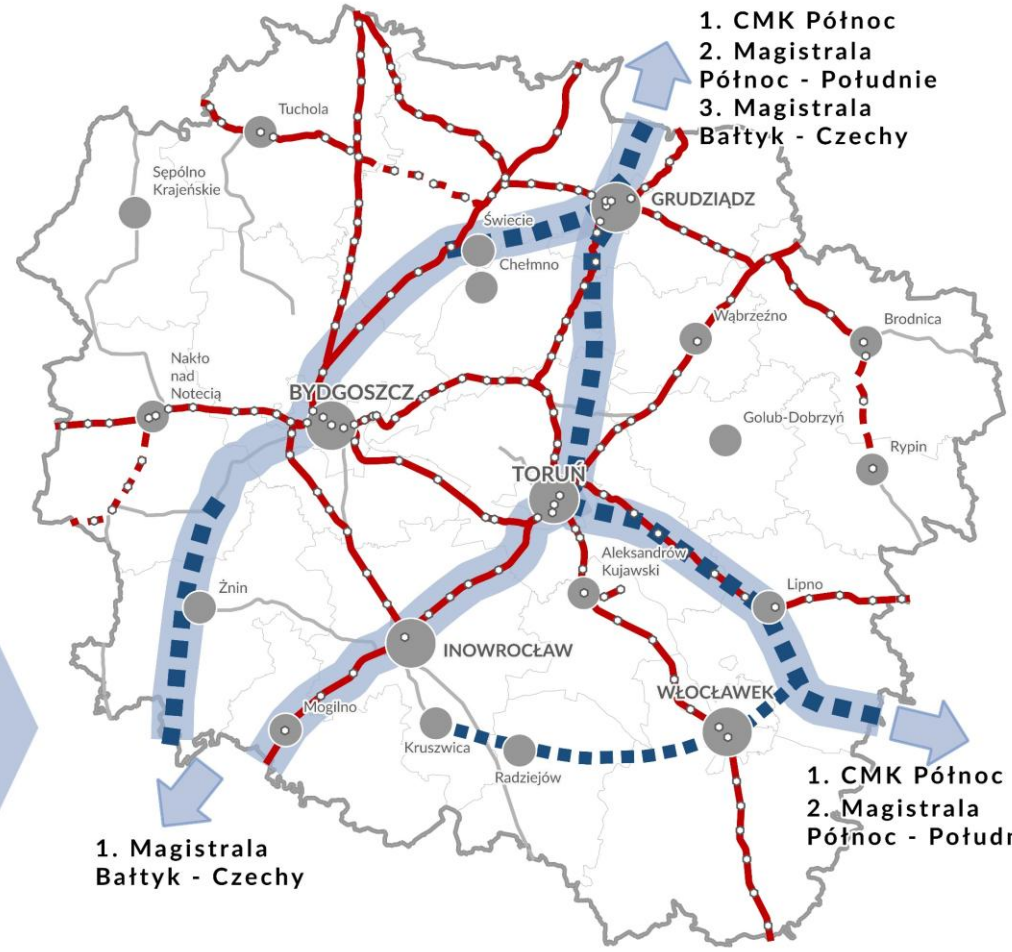 1. CMK Północ
2. Magistrala
Północ - Południe
3. Magistrala
Bałtyk - Czechy
Tuchola
Sępólno
Krajeńskie
GRUDZIĄDZ
Świecie
Chełmno
Wąbrzeźno
Brodnica
Nakło
nad
Notecią
BYDGOSZCZ
Golub-Dobrzyń
Rypin
TORUŃ
Aleksandrów
Kujawski
Lipno
Żnin
INOWROCŁAW
WŁOCŁAWEK
Mogilno
Kruszwica
Radziejów
1. CMK Północ
2. Magistrala
Północ - Połudn
1. Magistrala
Bałtyk - Czechy